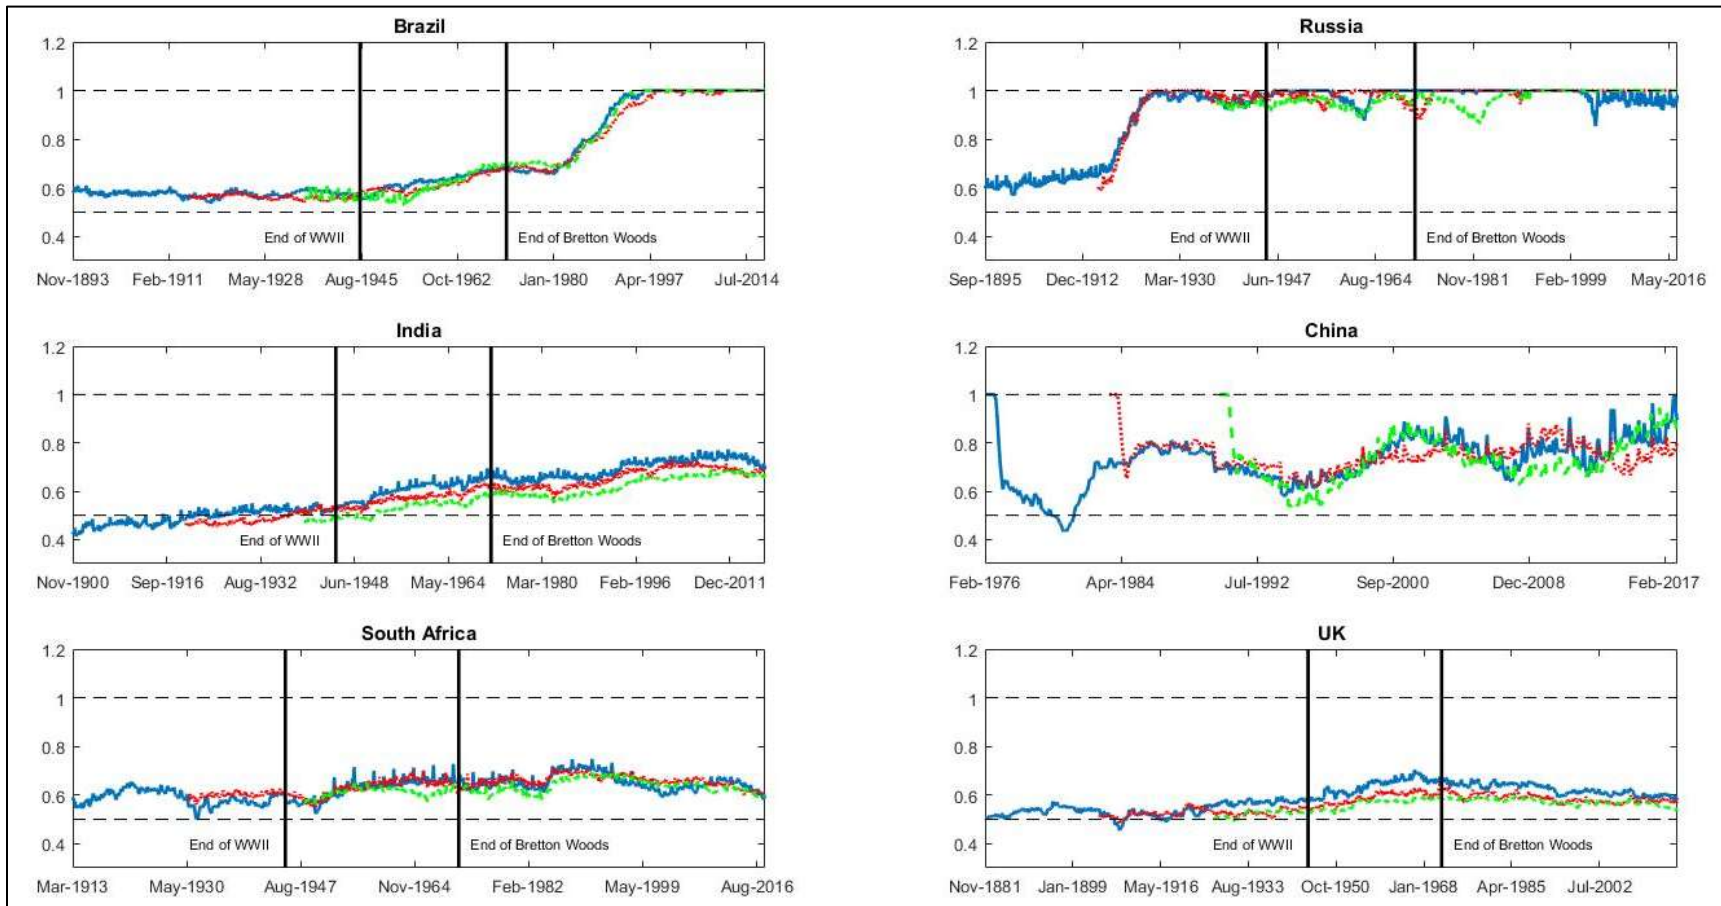 Brazil
1.2
1
0.8
0.6
0.4
End of WWII
End of Bretton Woods
Nov-1893 Feb-1911 May-1928 Aug-1945 Oct-1962 Jan-1980 Apr-1997 Jul-2014
Russia
1.2
1
0.8
0.6
0.4
End of WWII
End of Bretton Woods
Sep-1895 Dec-1912 Mar-1930 Jun-1947 Aug-1964 Nov-1981 Feb-1999 May-2016
India
1.2
1
0.8
0.6
0.4
End of WWII
End of Bretton Woods
Nov-1900 Sep-1916 Aug-1932 Jun-1948 May-1964 Mar-1980 Feb-1996 Dec-2011
China
1.2
1
0.8
0.6
0.4
Feb-1976 Apr-1984 Jul-1992 Sep-2000 Dec-2008 Feb-2017
South Africa
1.2
1
0.8
0.6
0.4
End of WWII
End of Bretton Woods
Mar-1913 May-1930 Aug-1947 Nov-1964 Feb-1982 May-1999 Aug-2016
UK
1.2
1
0.8
0.6
0.4
End of WWII
End of Bretton Woods
Nov-1881 Jan-1899 May-1916 Aug-1933 Oct-1950 Jan-1968 Apr-1985 Jul-2002